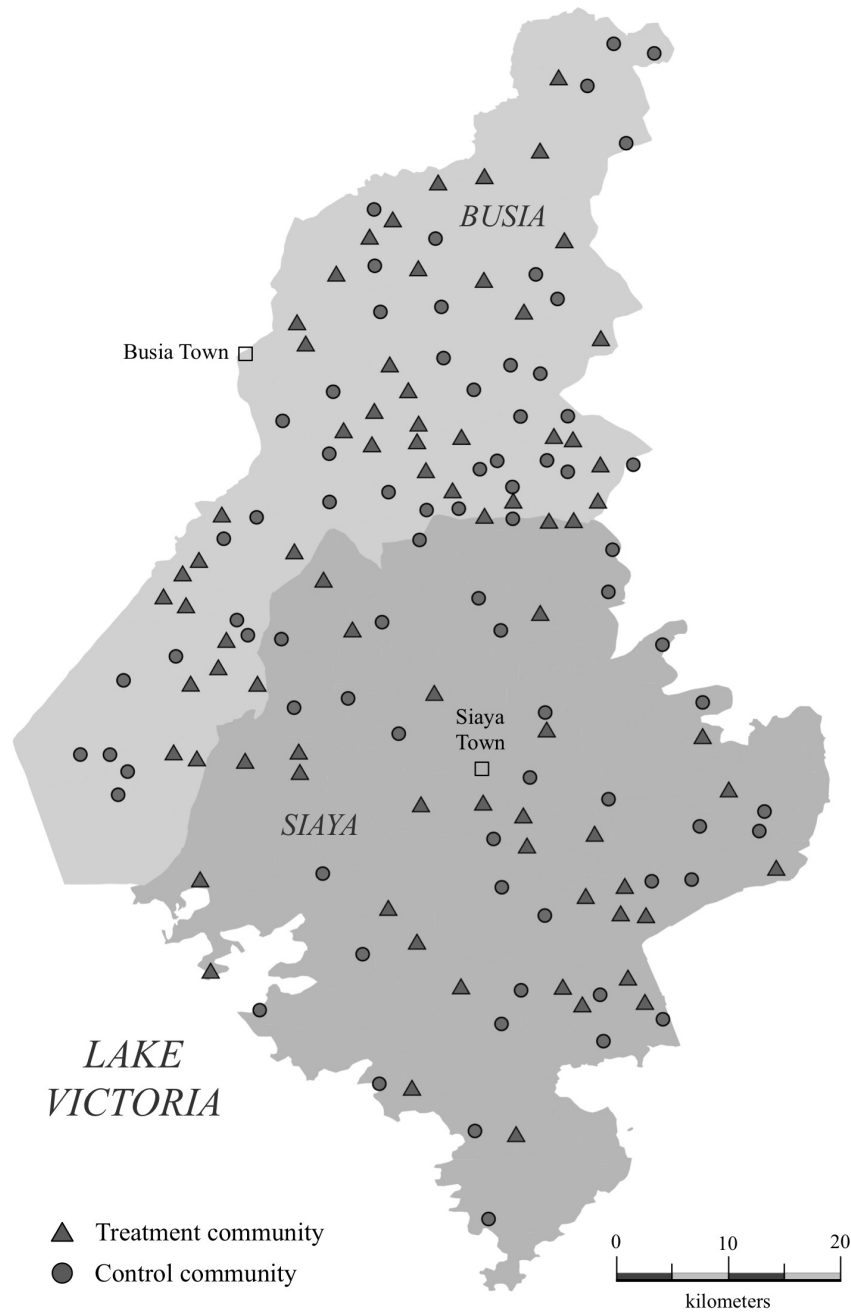 BUSIA
Busia Town
Siaya
Town
SIAYA
LAKE
VICTORIA
Treatment community
Control community
0 10 20
kilometers